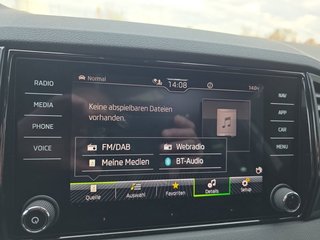 RADIO
MEDIA
PHONE
VOICE
Normal
14:08
Keine abspielbaren Dateien
vorhanden.
FM/DAB
Webradio
Meine Medien
BT-Audio
Quelle
Auswahl
Favoriten
Details
Setup
NAV
APP
CAR
MENU